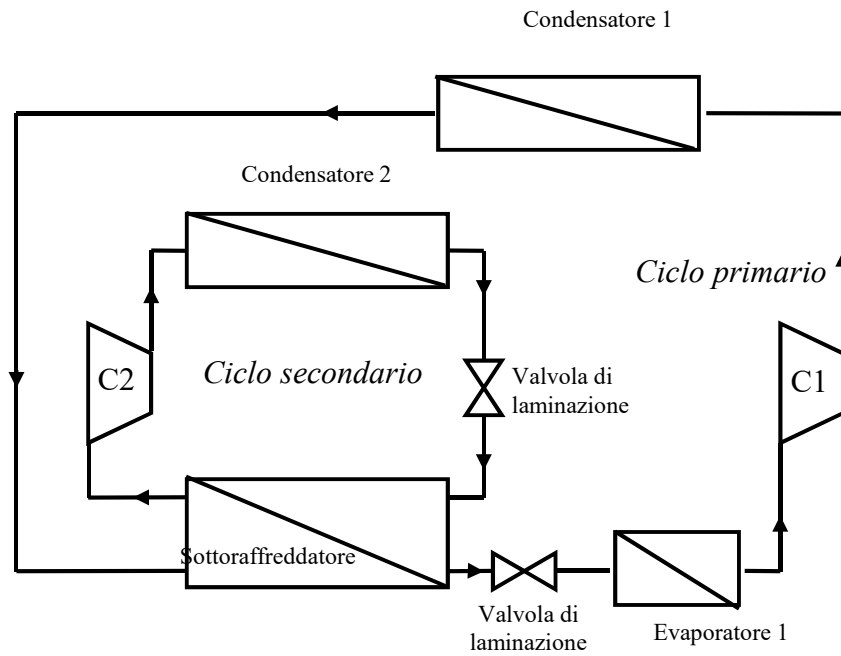 Condensatore 1
Condensatore 2
Ciclo primario
C2
Ciclo secondario
Valvola di
laminazione
C1
Sottoraffreddatore
Valvola di
laminazione
Evaporatore 1